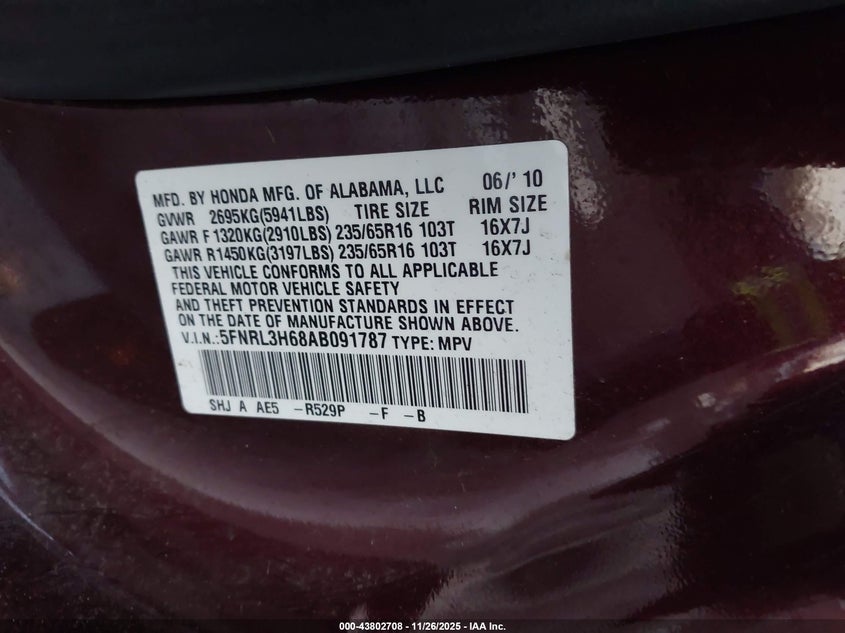 MFD. BY HONDA MFG. OF ALABAMA, LLC 06/' 10
GVWR 2695KG(5941LBS) TIRE SIZE RIM SIZE
GAWR F 1320KG(2910LBS) 235/65R16 103T 16X7J
GAWR R1450KG(3197LBS) 235/65R16 103T 16X7J
THIS VEHICLE CONFORMS TO ALL APPLICABLE
FEDERAL MOTOR VEHICLE SAFETY
AND THEFT PREVENTION STANDARDS IN EFFECT
ON THE DATE OF MANUFACTURE SHOWN ABOVE.
V.I.N.:5FNRL3H68AB091787 TYPE: MPV
SHJ A AE5 -R529P -F -B
000-43802708 - 11/26/2025 - IAA Inc.